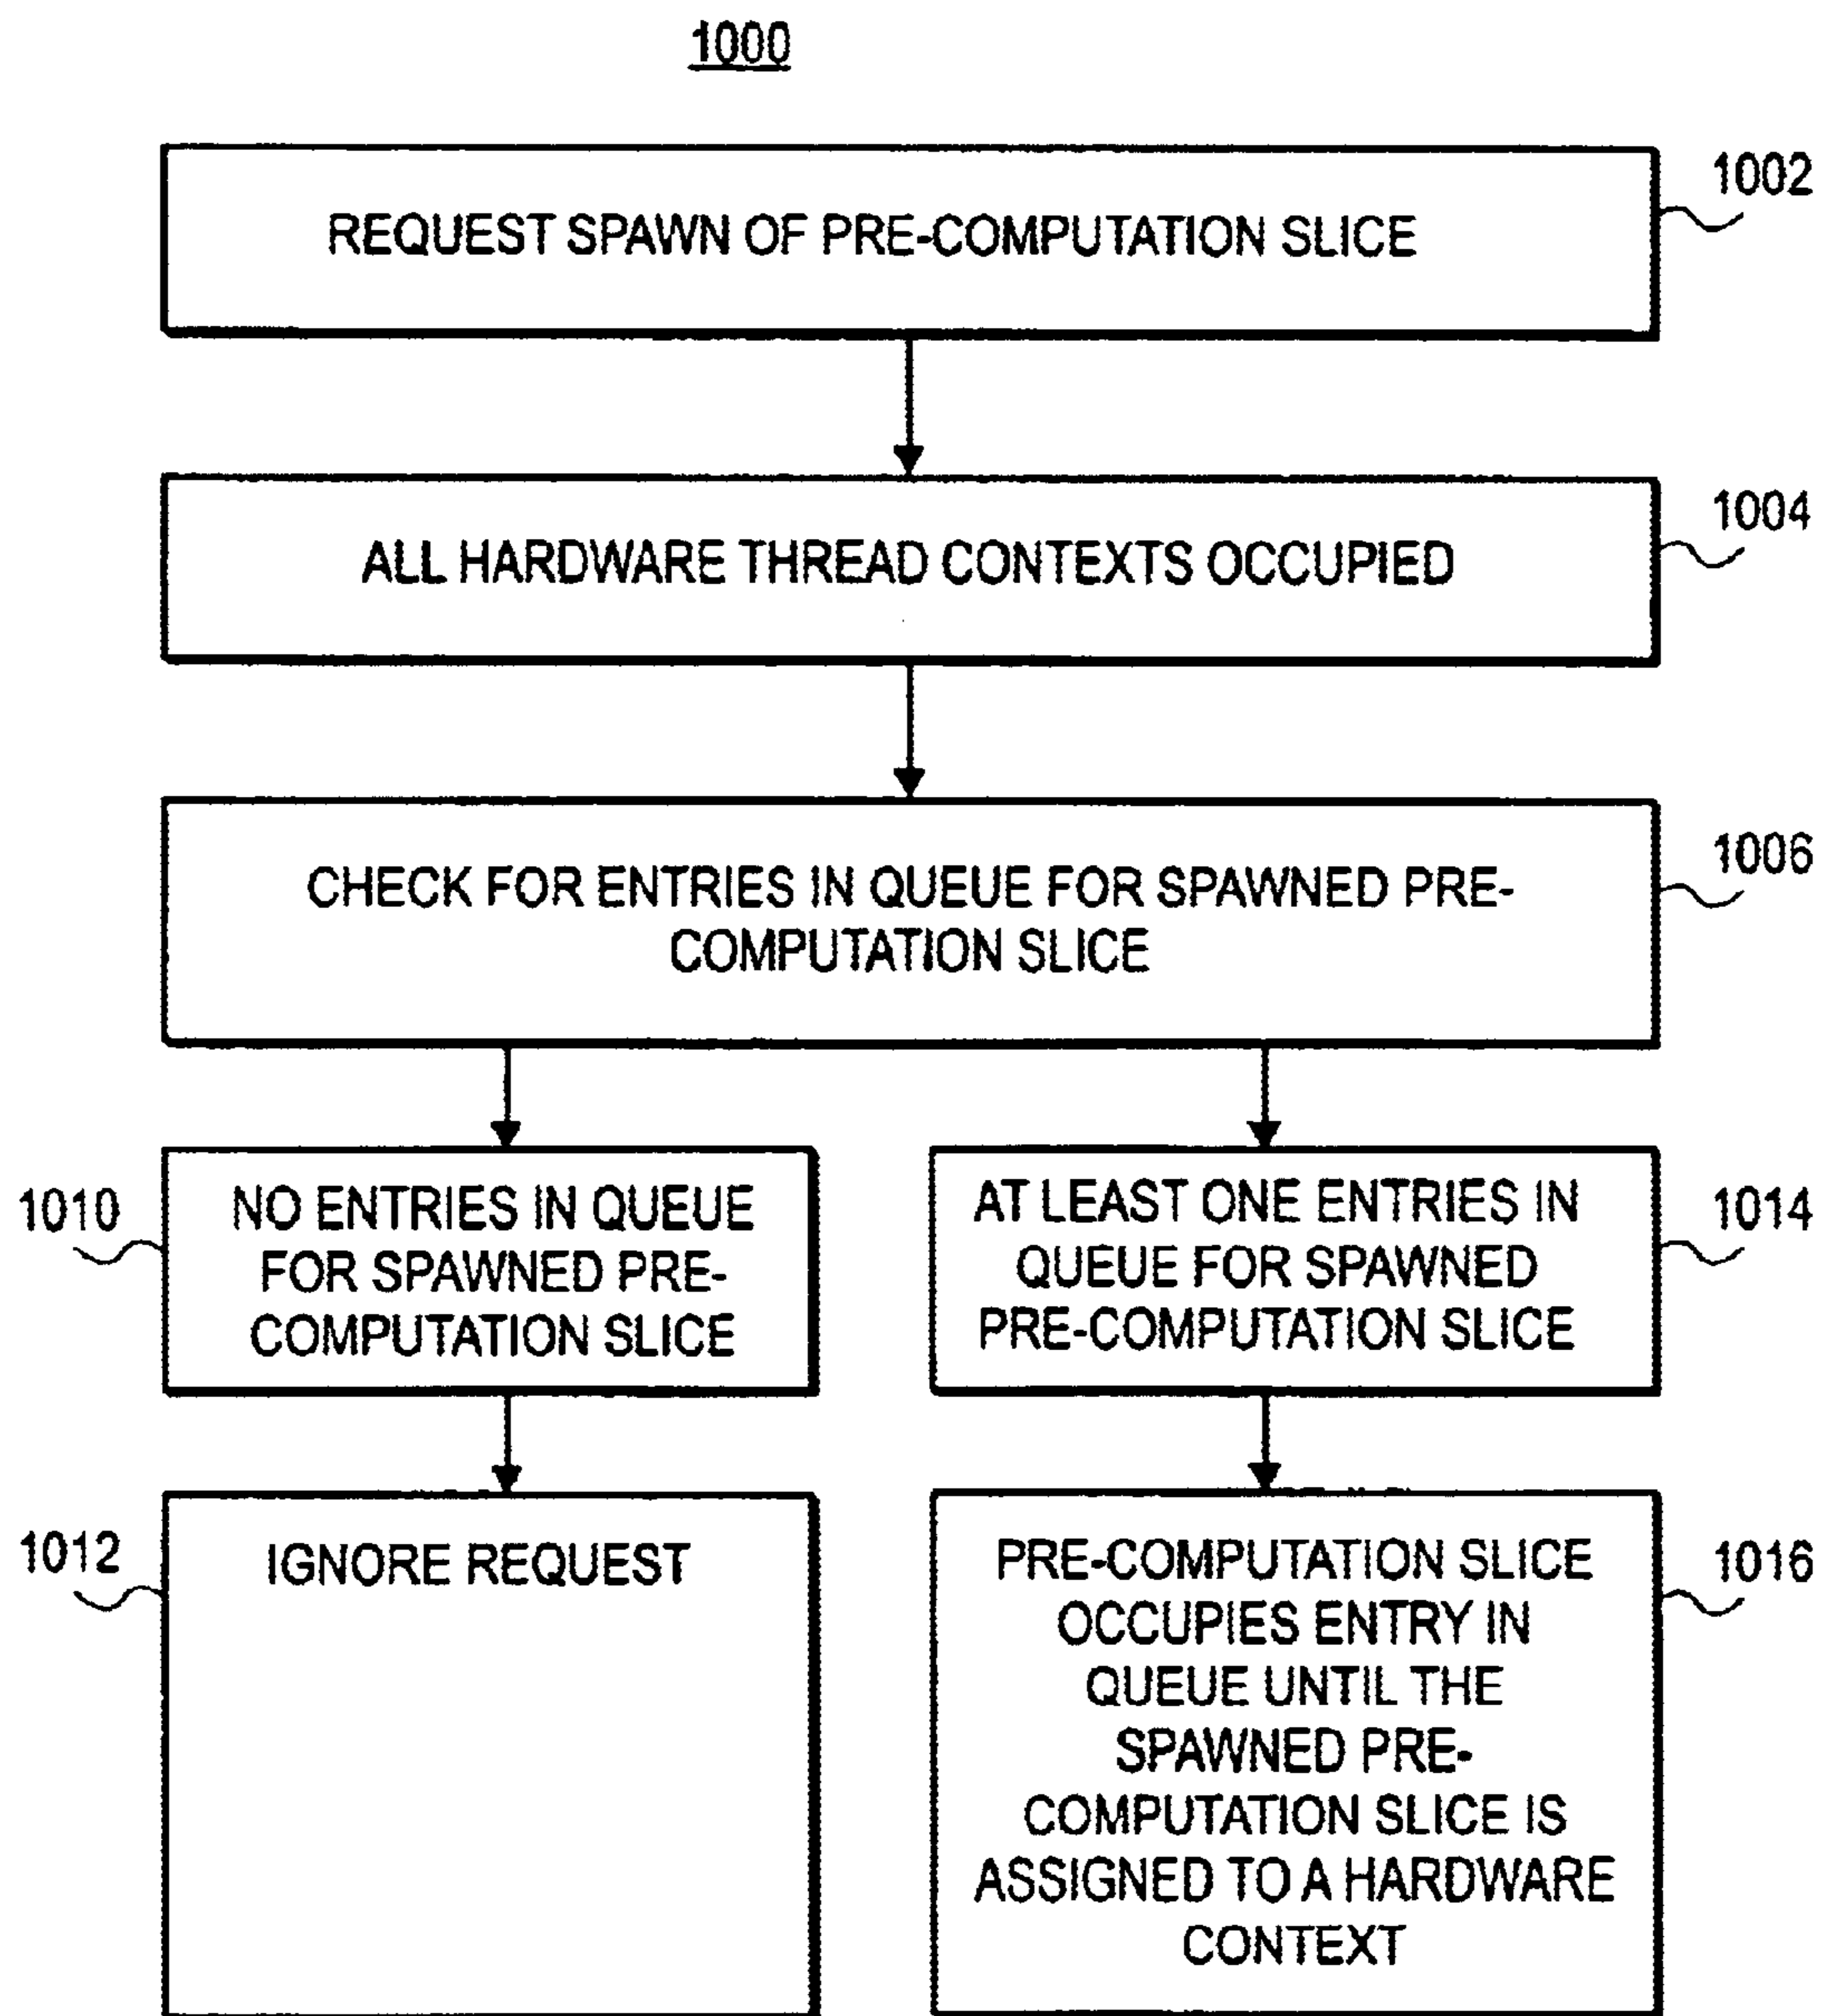 1000
REQUEST SPAWN OF PRE-COMPUTATION SLICE
1002
ALL HARDWARE THREAD CONTEXTS OCCUPIED
1004
CHECK FOR ENTRIES IN QUEUE FOR SPAWNED PRE-
COMPUTATION SLICE
1006
1010
NO ENTRIES IN QUEUE
FOR SPAWNED PRE-
COMPUTATION SLICE
AT LEAST ONE ENTRIES IN
QUEUE FOR SPAWNED
PRE-COMPUTATION SLICE
1014
1012
IGNORE REQUEST
PRE-COMPUTATION SLICE
OCCUPIES ENTRY IN
QUEUE UNTIL THE
SPAWNED PRE-
COMPUTATION SLICE IS
ASSIGNED TO A HARDWARE
CONTEXT
1016